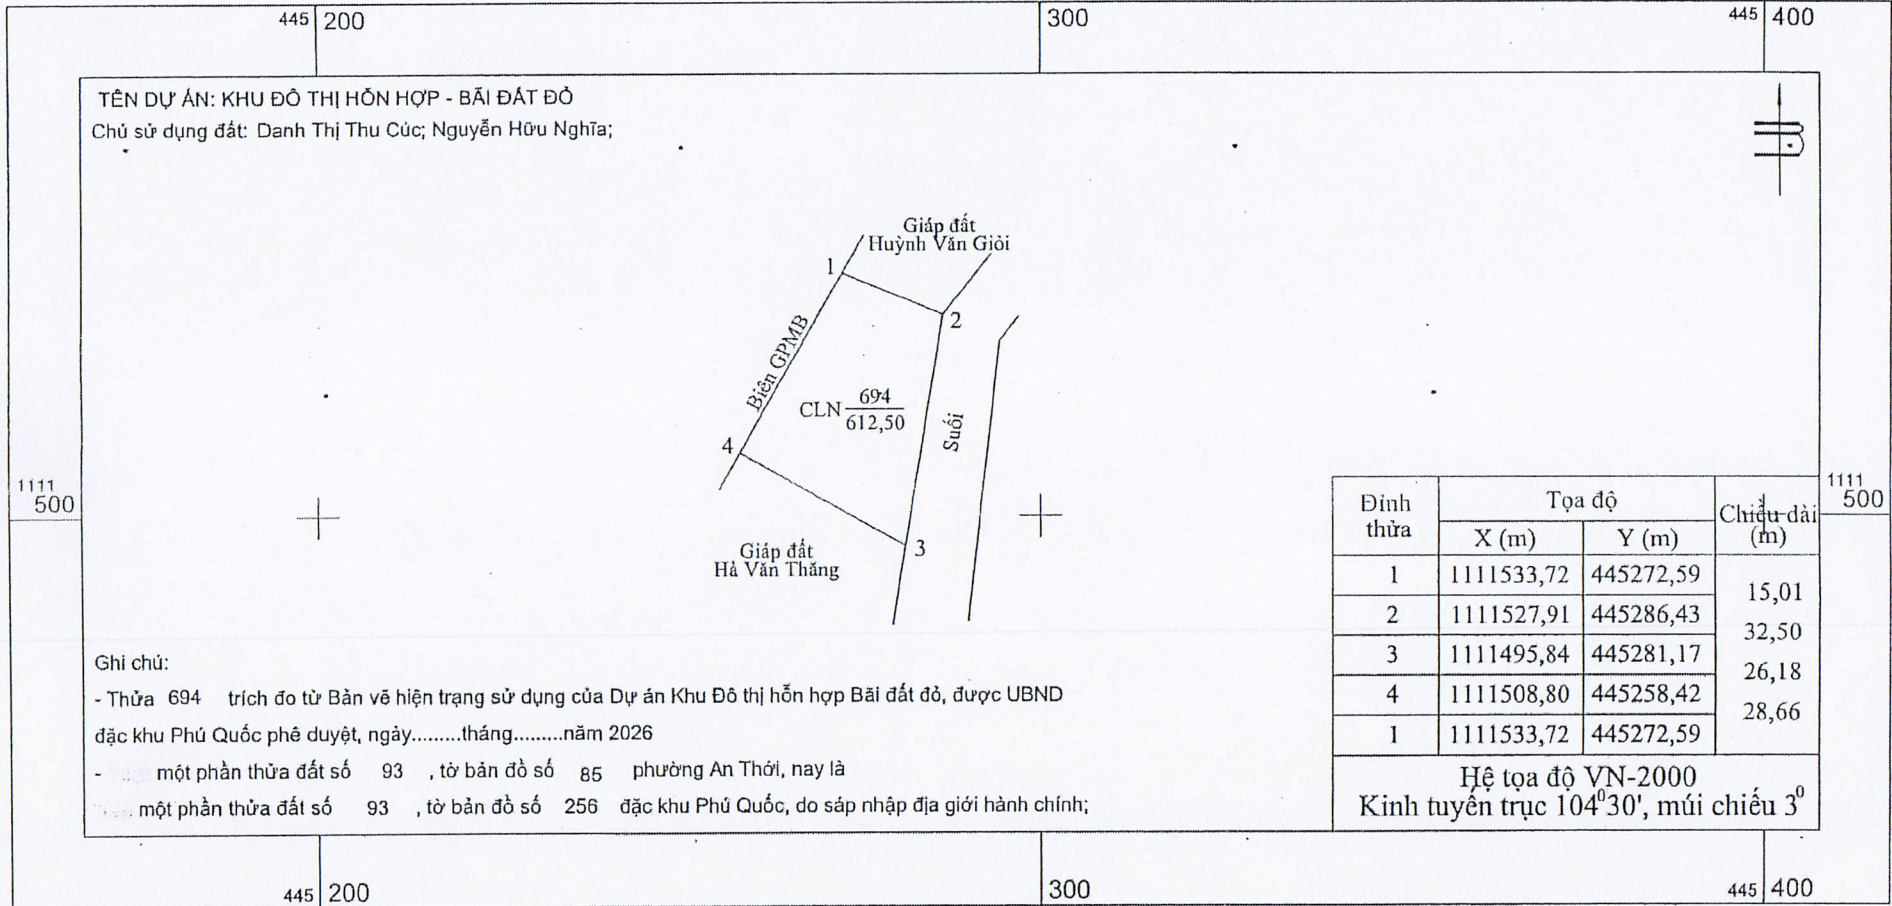 445 200
300
445 400
TÊN DỰ ÁN: KHU ĐÔ THỊ HỖN HỢP - BÃI ĐẤT ĐỎ
Chủ sử dụng đất: Danh Thị Thu Cúc; Nguyễn Hữu Nghĩa;
B
Giáp đất
Huỳnh Văn Giỏi
1
2
Biên GPMB
CLN 694
612,50
Suối
4
3
Giáp đất
Hà Văn Thăng
1111
500
1111
500
Đỉnh thửa Tọa độ Chiều dài (m)
X (m) Y (m)
1 1111533,72 445272,59
15,01
2 1111527,91 445286,43
32,50
3 1111495,84 445281,17
26,18
4 1111508,80 445258,42
28,66
1 1111533,72 445272,59
Hệ tọa độ VN-2000
Kinh tuyến trục 104⁰30', múi chiếu 3⁰
Ghi chú:
- Thửa 694 trích đo từ Bản vẽ hiện trạng sử dụng của Dự án Khu Đô thị hỗn hợp Bãi đất đỏ, được UBND
đặc khu Phú Quốc phê duyệt, ngày.........tháng.........năm 2026
- một phần thửa đất số 93 , tờ bản đồ số 85 phường An Thới, nay là
một phần thửa đất số 93 , tờ bản đồ số 256 đặc khu Phú Quốc, do sáp nhập địa giới hành chính;
445 200
300
445 400